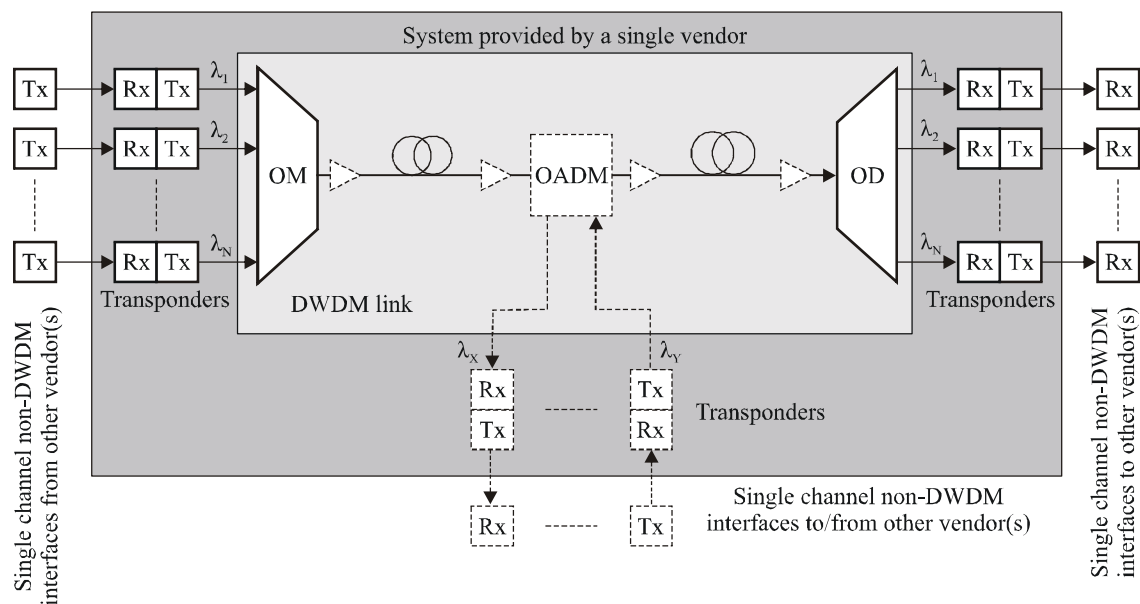 System provided by a single vendor
Tx
Rx Tx
λ1
λ1
Rx Tx
Rx
Tx
Rx Tx
λ2
λ2
Rx Tx
Rx
OM
OADM
OD
Tx
Rx Tx
λN
λN
Rx Tx
Rx
Transponders
DWDM link
Transponders
Single channel non-DWDM
interfaces from other vendor(s)
Single channel non-DWDM
interfaces to other vendor(s)
λX
λY
Rx
Tx
Tx
Rx
Transponders
Rx
Tx
Single channel non-DWDM
interfaces to/from other vendor(s)